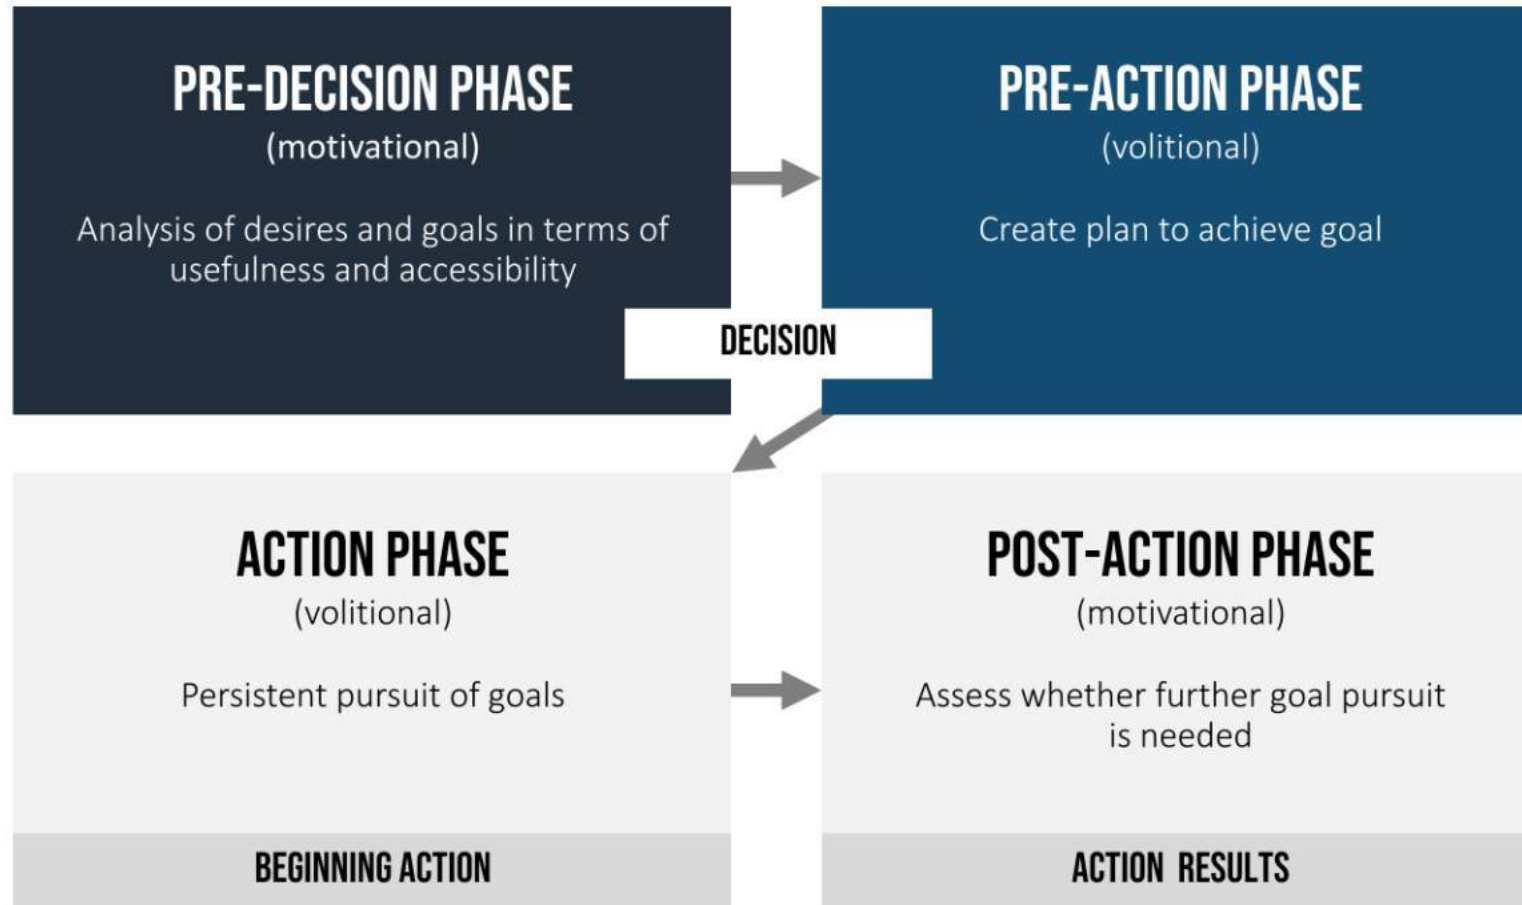 PRE-DECISION PHASE
(motivational)
Analysis of desires and goals in terms of
usefulness and accessibility
PRE-ACTION PHASE
(volitional)
Create plan to achieve goal
DECISION
ACTION PHASE
(volitional)
Persistent pursuit of goals
BEGINNING ACTION
POST-ACTION PHASE
(motivational)
Assess whether further goal pursuit
is needed
ACTION RESULTS